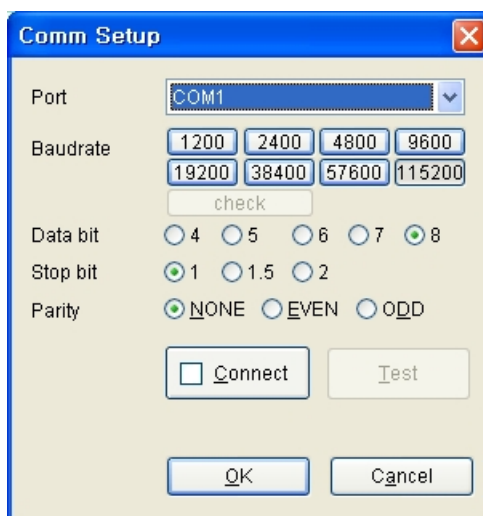 Comm Setup
Port COM1
Baudrate 1200 2400 4800 9600
19200 38400 57600 115200
check
Data bit 4 5 6 7 8
Stop bit 1 1.5 2
Parity NONE EVEN ODD
Connect Test
OK Cancel